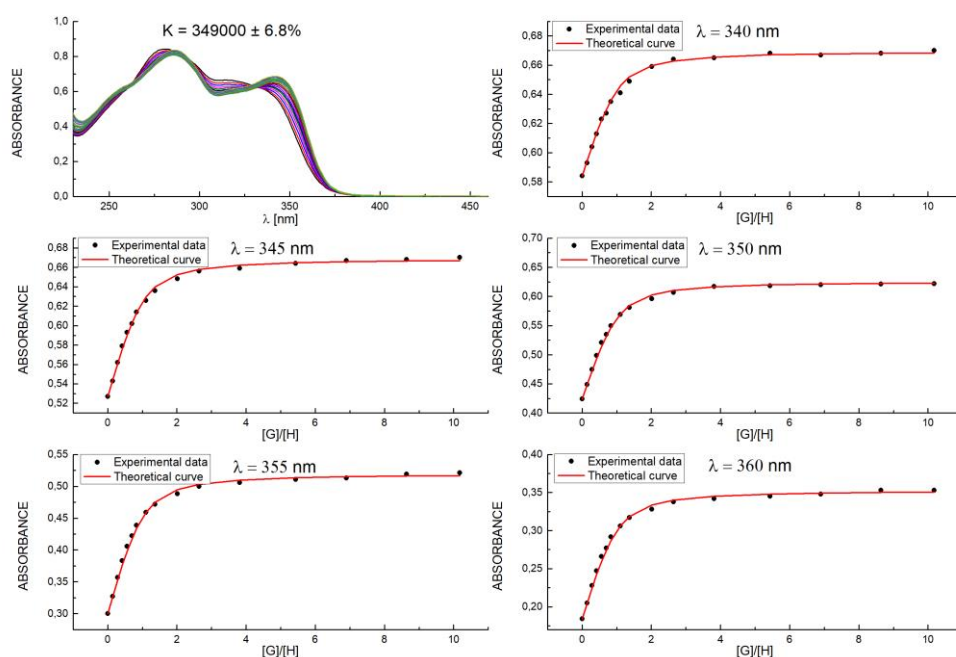 K = 349000 ± 6.8%
ABSORBANCE
1,0
0,8
0,6
0,4
0,2
0,0
250 300 350 400 450
λ [nm]
Experimental data
Theoretical curve
λ = 340 nm
ABSORBANCE
0,68
0,66
0,64
0,62
0,60
0,58
0 2 4 6 8 10
[G]/[H]
Experimental data
Theoretical curve
λ = 345 nm
ABSORBANCE
0,68
0,66
0,64
0,62
0,60
0,58
0,56
0,54
0,52
0 2 4 6 8 10
[G]/[H]
Experimental data
Theoretical curve
λ = 350 nm
ABSORBANCE
0,70
0,65
0,60
0,55
0,50
0,45
0,40
0 2 4 6 8 10
[G]/[H]
Experimental data
Theoretical curve
λ = 355 nm
ABSORBANCE
0,55
0,50
0,45
0,40
0,35
0,30
0 2 4 6 8 10
[G]/[H]
Experimental data
Theoretical curve
λ = 360 nm
ABSORBANCE
0,40
0,35
0,30
0,25
0,20
0 2 4 6 8 10
[G]/[H]